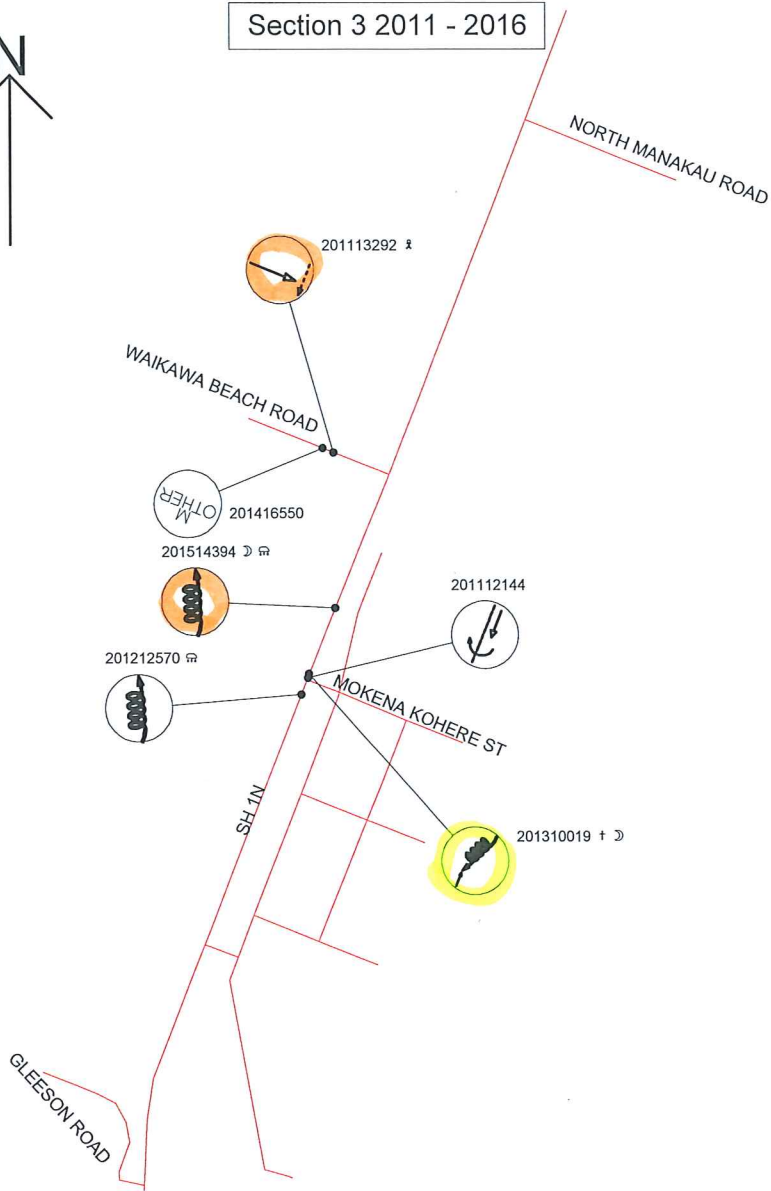 Section 3 2011 - 2016
N
NORTH MANAKAU ROAD
201113292
WAIKAWA BEACH ROAD
M
OTHER
201416550
201514394
201112144
201212570
MOKENA KOHERE ST
SH 1N
201310019 †
GLEESON ROAD